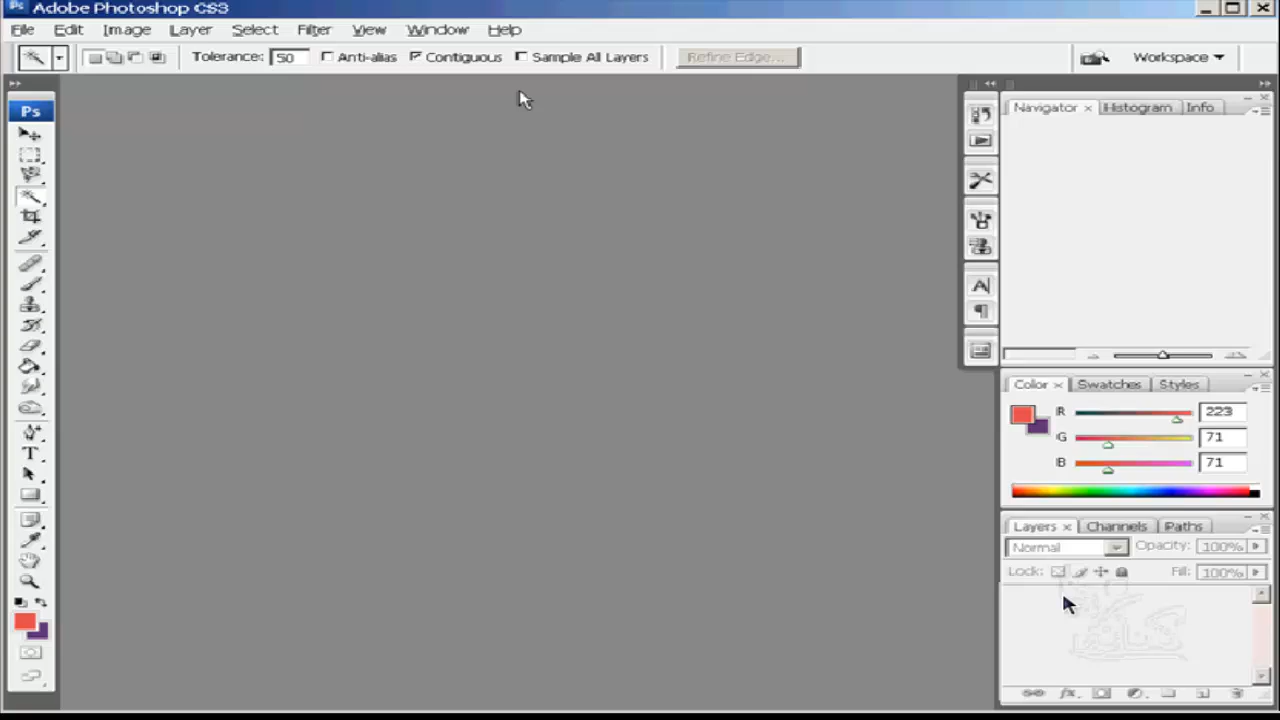 Adobe Photoshop CS3
File Edit Image Layer Select Filter View Window Help
Tolerance: 50 Anti-alias Contiguous Sample All Layers Refine Edge... Workspace
Ps
Navigator Histogram Info
Color Swatches Styles
R 223
G 71
B 71
Layers Channels Paths
Normal Opacity: 100%
Lock: Fill: 100%